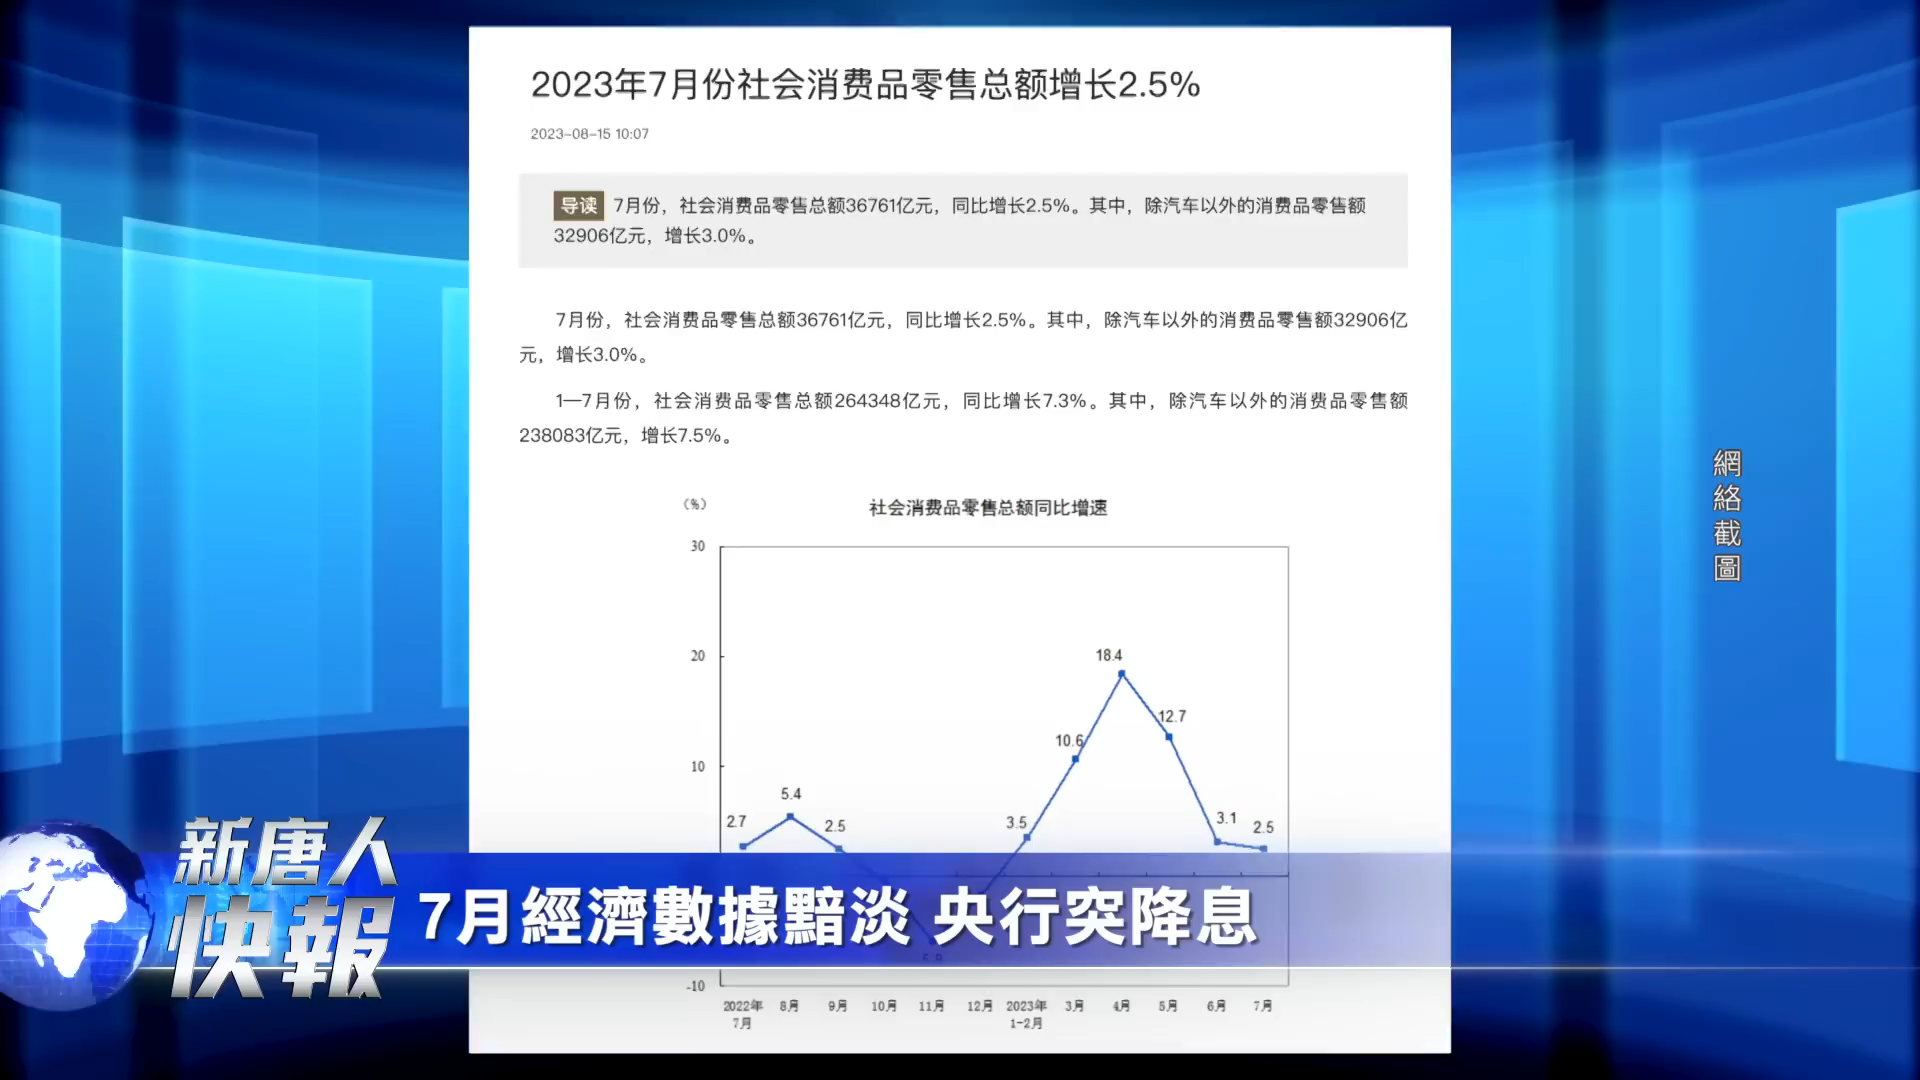 2023年7月份社会消费品零售总额增长2.5%
2023-08-15 10:07
导读 7月份，社会消费品零售总额36761亿元，同比增长2.5%。其中，除汽车以外的消费品零售额
32906亿元，增长3.0%。
7月份，社会消费品零售总额36761亿元，同比增长2.5%。其中，除汽车以外的消费品零售额32906亿
元，增长3.0%。
1—7月份，社会消费品零售总额264348亿元，同比增长7.3%。其中，除汽车以外的消费品零售额
238083亿元，增长7.5%。
網絡截圖
(%)
社会消费品零售总额同比增速
30
20
10
-10
2.7
5.4
2.5
3.5
10.6
18.4
12.7
3.1
2.5
2022年
7月
8月
9月
10月
11月
12月
2023年
1-2月
3月
4月
5月
6月
7月
新唐人
快報
7月經濟數據黯淡 央行突降息